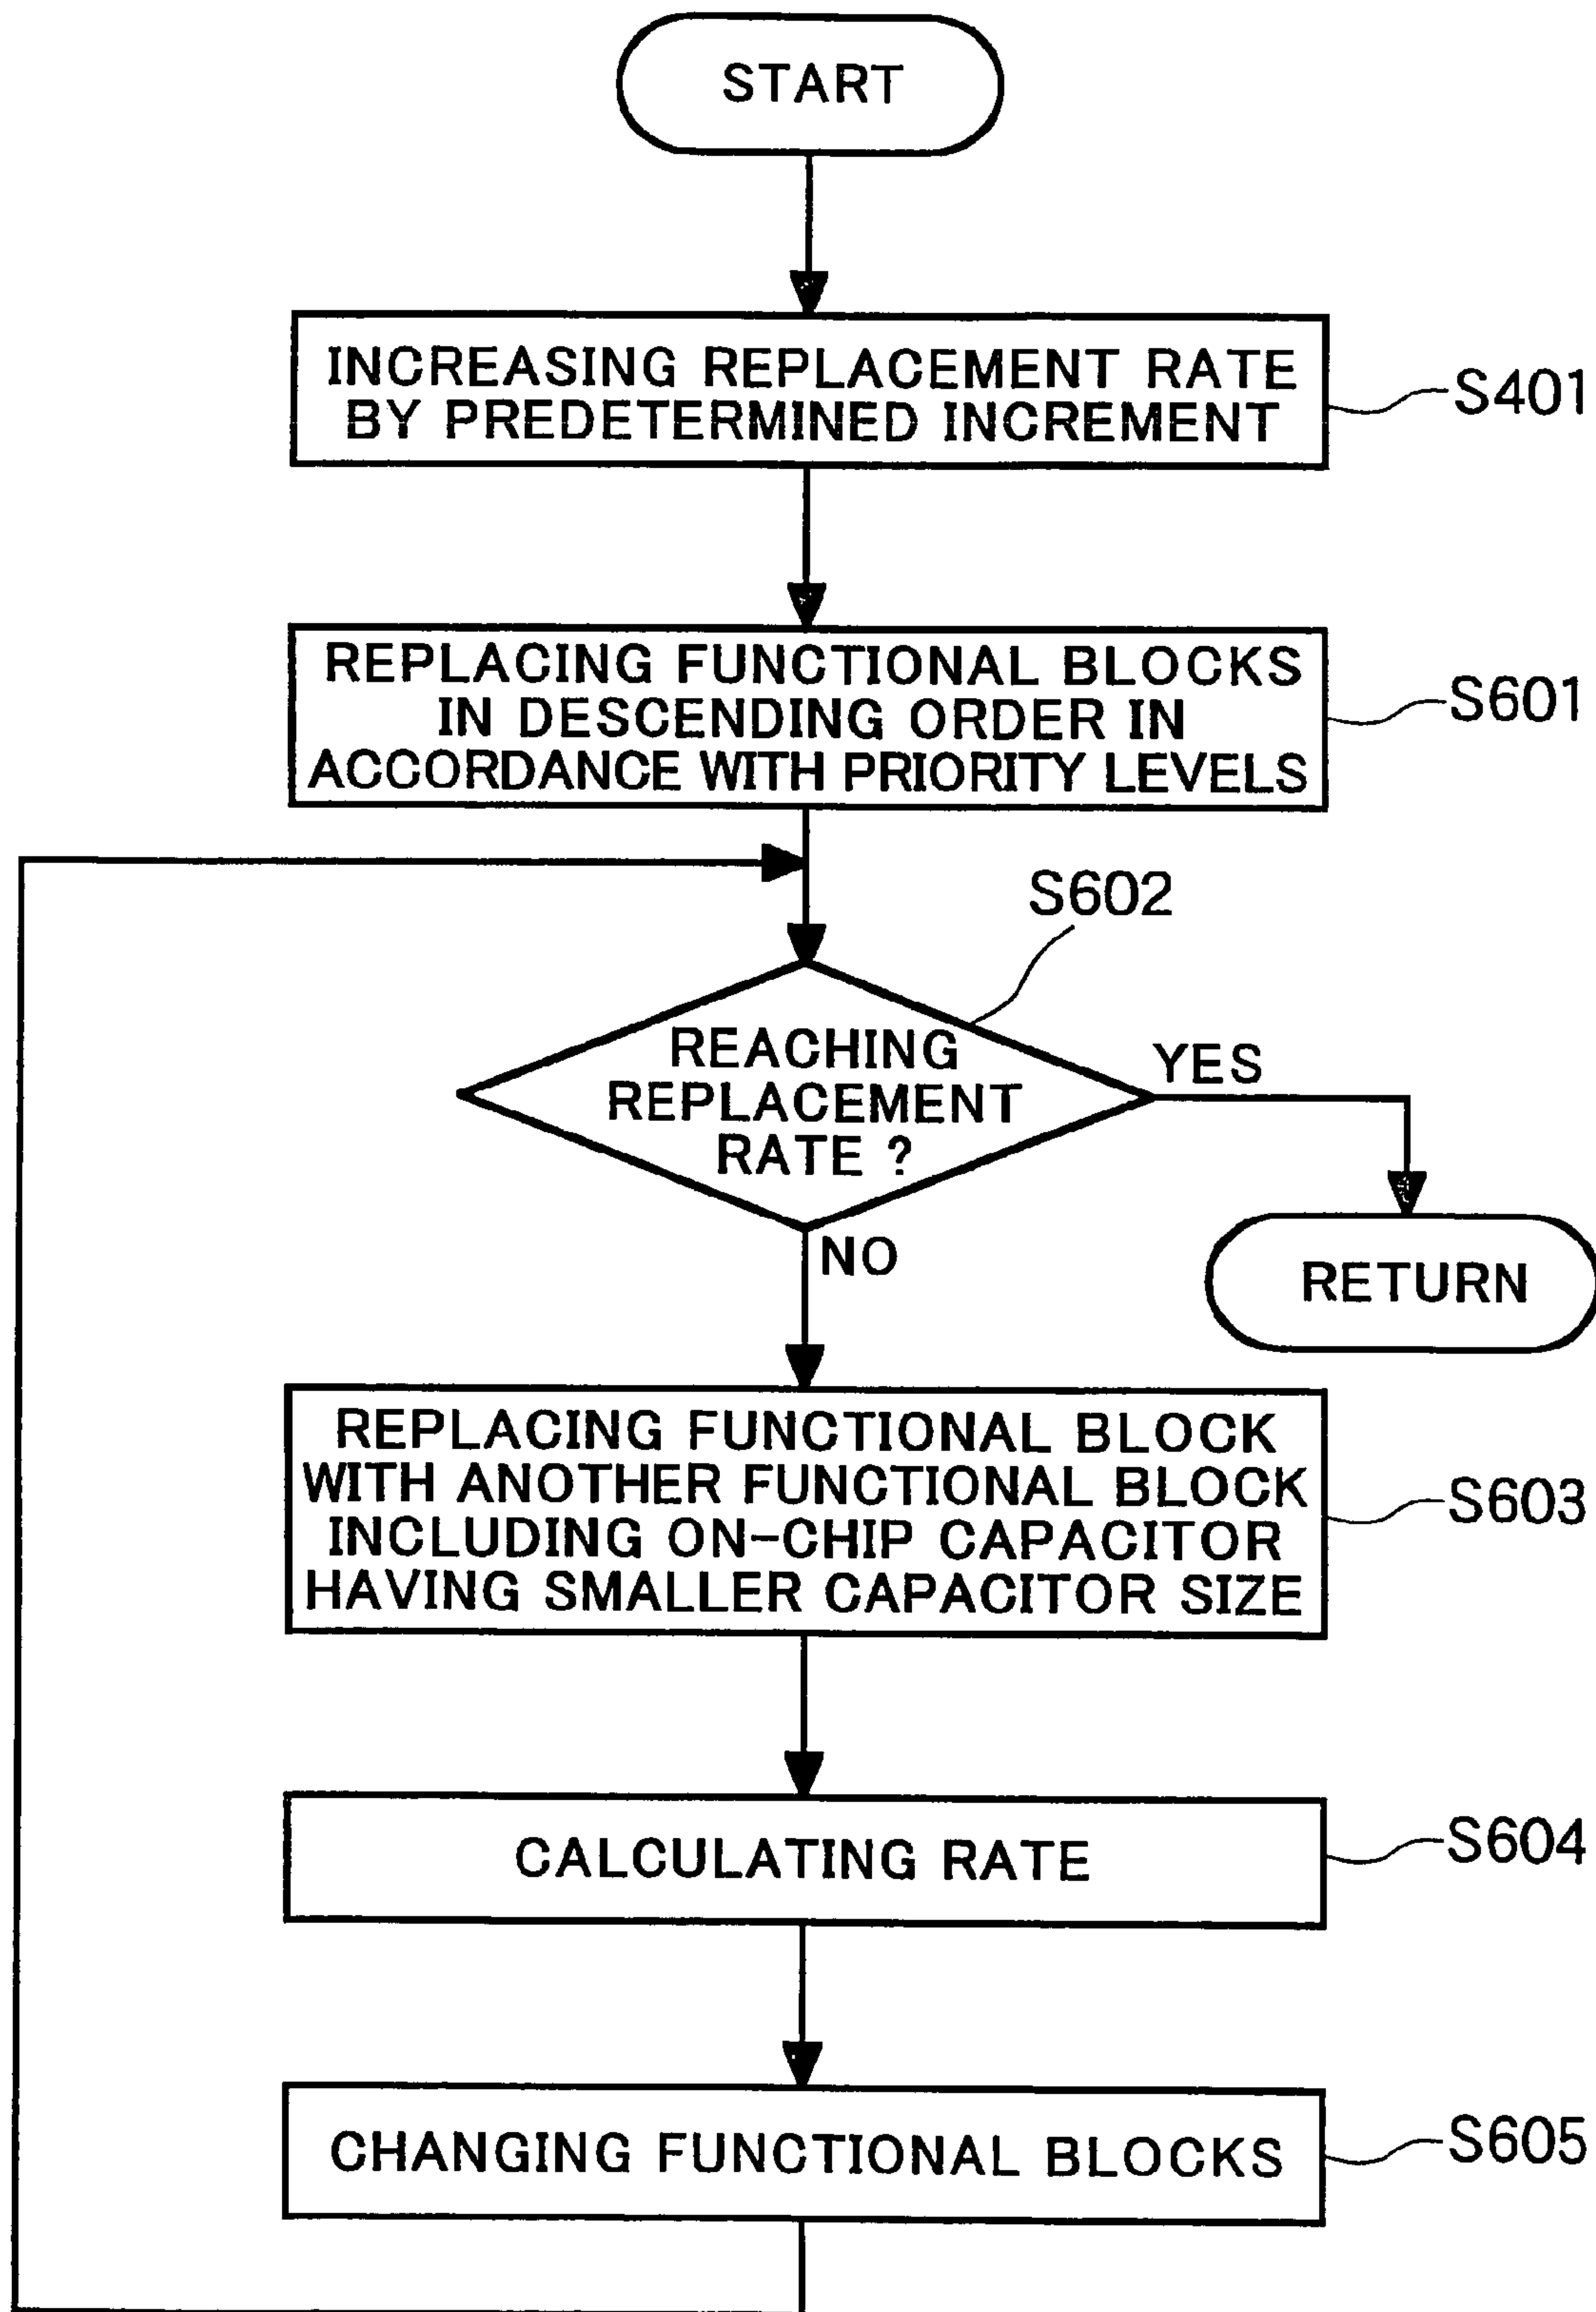 START
INCREASING REPLACEMENT RATE
BY PREDETERMINED INCREMENT
S401
REPLACING FUNCTIONAL BLOCKS
IN DESCENDING ORDER IN
ACCORDANCE WITH PRIORITY LEVELS
S601
S602
REACHING
REPLACEMENT
RATE ?
YES
NO
RETURN
REPLACING FUNCTIONAL BLOCK
WITH ANOTHER FUNCTIONAL BLOCK
INCLUDING ON-CHIP CAPACITOR
HAVING SMALLER CAPACITOR SIZE
S603
CALCULATING RATE
S604
CHANGING FUNCTIONAL BLOCKS
S605